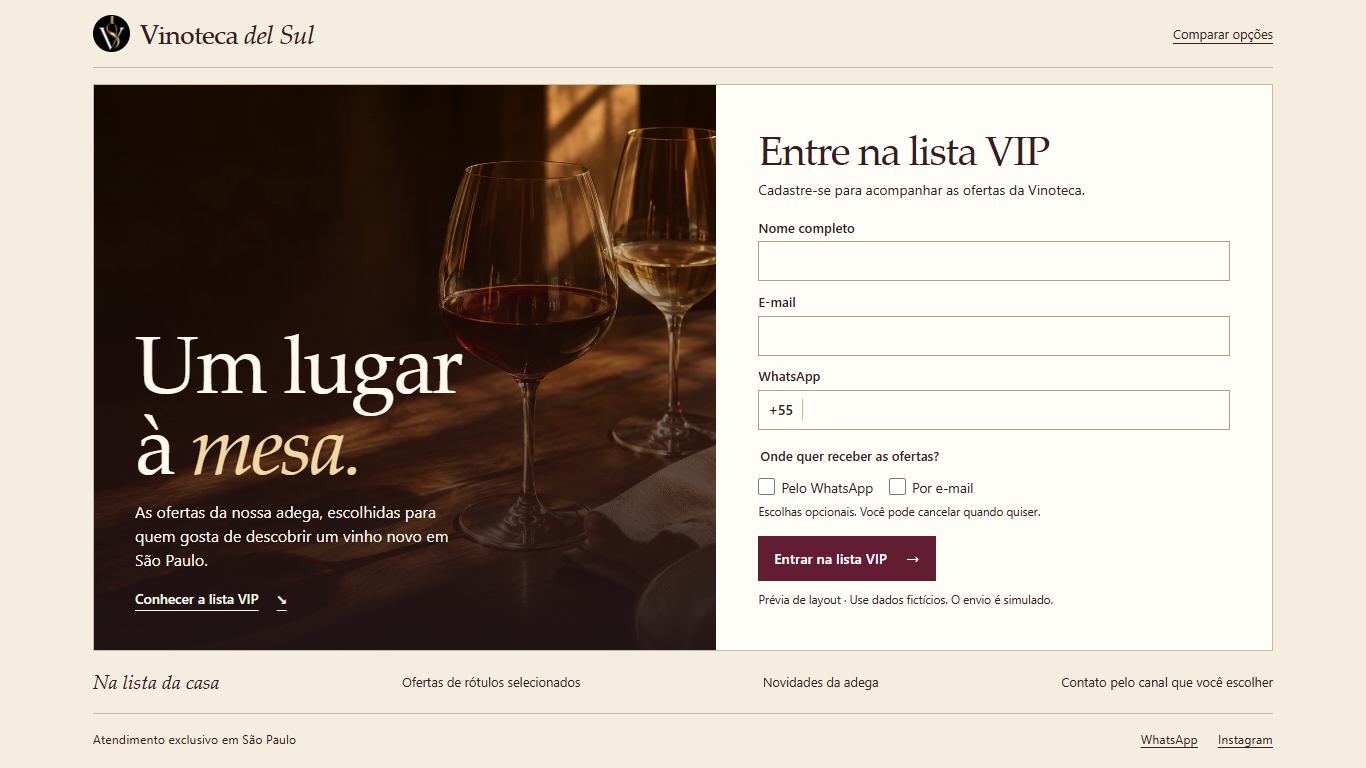 Vinoteca del Sul
Comparar opções
Um lugar
à mesa.
As ofertas da nossa adega, escolhidas para
quem gosta de descobrir um vinho novo em
São Paulo.
Conhecer a lista VIP ↘
Entre na lista VIP
Cadastre-se para acompanhar as ofertas da Vinoteca.
Nome completo
E-mail
WhatsApp
+55
Onde quer receber as ofertas?
Pelo WhatsApp
Por e-mail
Escolhas opcionais. Você pode cancelar quando quiser.
Entrar na lista VIP →
Prévia de layout · Use dados fictícios. O envio é simulado.
Na lista da casa
Ofertas de rótulos selecionados
Novidades da adega
Contato pelo canal que você escolher
Atendimento exclusivo em São Paulo
WhatsApp
Instagram